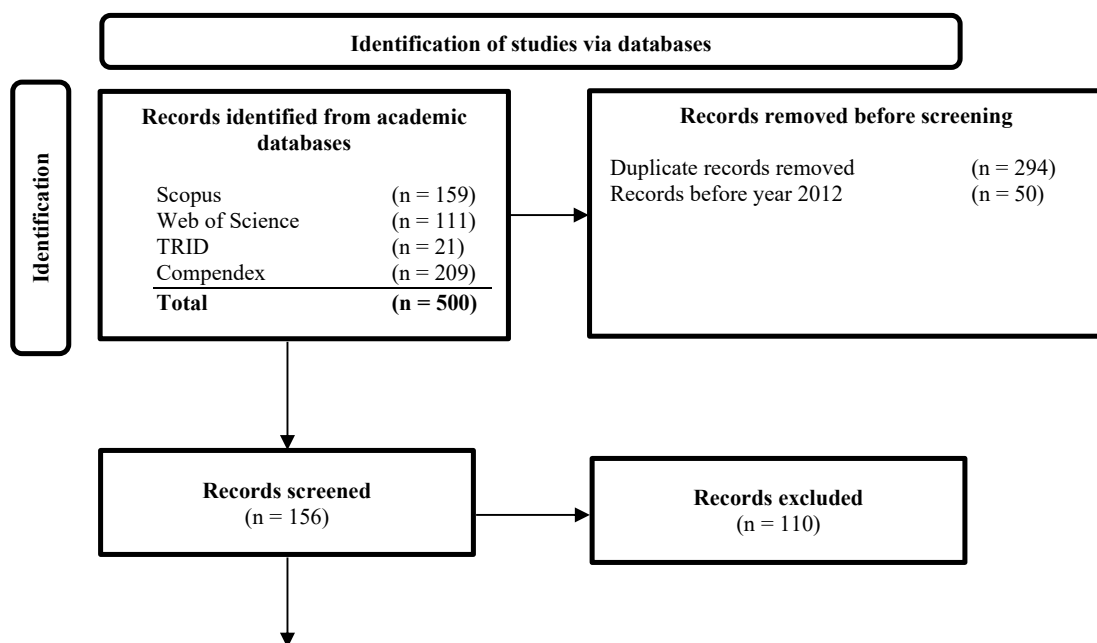 Identification of studies via databases
Identification
Records identified from academic
databases
Scopus (n = 159)
Web of Science (n = 111)
TRID (n = 21)
Compendex (n = 209)
Total (n = 500)
Records removed before screening
Duplicate records removed (n = 294)
Records before year 2012 (n = 50)
Records screened
(n = 156)
Records excluded
(n = 110)